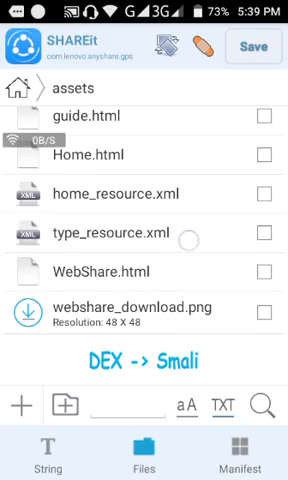 G 3G 73% 5:39 PM
SHAREit
com.lenovo.anyshare.gps
Save
assets
guide.html
0B/S
Home.html
XML home_resource.xml
XML type_resource.xml
WebShare.html
webshare_download.png
Resolution: 48 X 48
DEX -> Smali
aA TXT
T
String Files Manifest